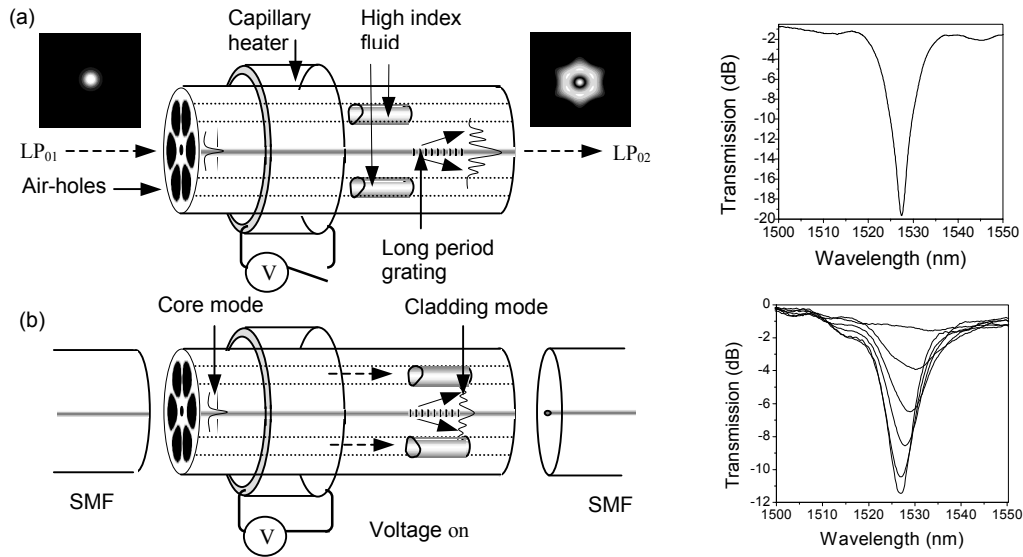 (a)
Capillary
heater
High index
fluid
LP01
LP02
Air-holes
Long period
grating
V
Transmission (dB)
-2
-4
-6
-8
-10
-12
-14
-16
-18
-20
1500 1510 1520 1530 1540 1550
Wavelength (nm)
(b)
Core mode
Cladding mode
SMF
SMF
V
Voltage on
Transmission (dB)
0
-2
-4
-6
-8
-10
-12
1500 1510 1520 1530 1540 1550
Wavelength (nm)